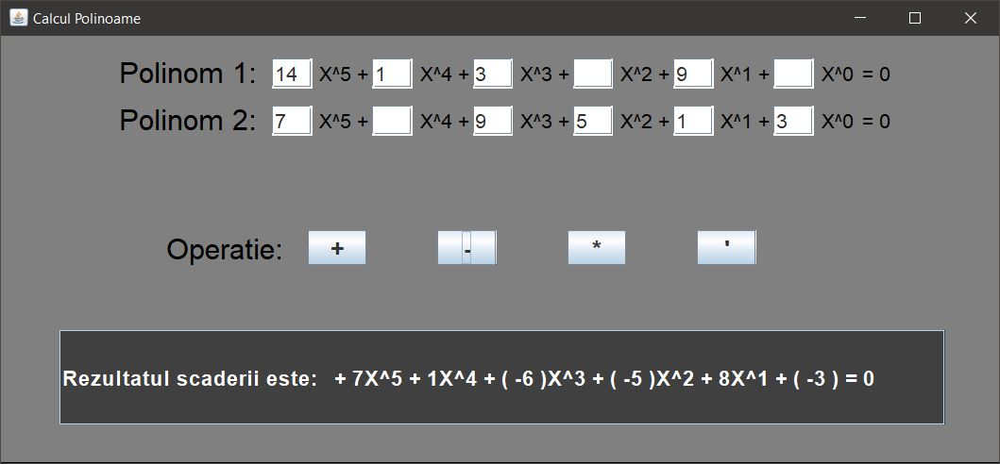 Calcul Polinoame
Polinom 1: 14 X^5 + 1 X^4 + 3 X^3 + X^2 + 9 X^1 + X^0 = 0
Polinom 2: 7 X^5 + X^4 + 9 X^3 + 5 X^2 + 1 X^1 + 3 X^0 = 0
Operatie: + - * '
Rezultatul scaderii este: + 7X^5 + 1X^4 + ( -6 )X^3 + ( -5 )X^2 + 8X^1 + ( -3 ) = 0